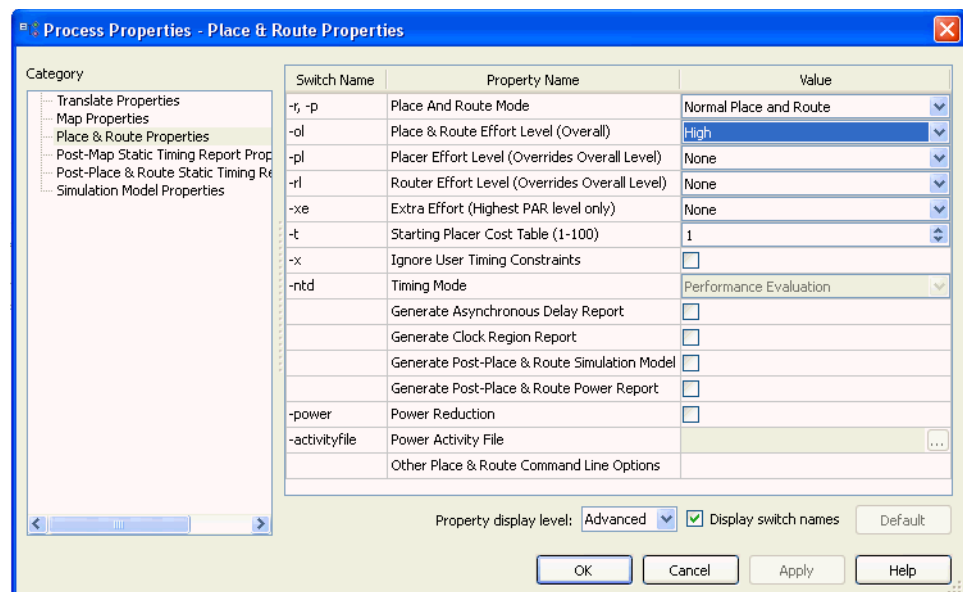 Process Properties - Place & Route Properties
Category
Translate Properties
Map Properties
Place & Route Properties
Post-Map Static Timing Report Prop
Post-Place & Route Static Timing Re
Simulation Model Properties
Switch Name Property Name Value
-r, -p Place And Route Mode Normal Place and Route
-ol Place & Route Effort Level (Overall) High
-pl Placer Effort Level (Overrides Overall Level) None
-rl Router Effort Level (Overrides Overall Level) None
-xe Extra Effort (Highest PAR level only) None
-t Starting Placer Cost Table (1-100) 1
-x Ignore User Timing Constraints
-ntd Timing Mode Performance Evaluation
Generate Asynchronous Delay Report
Generate Clock Region Report
Generate Post-Place & Route Simulation Model
Generate Post-Place & Route Power Report
-power Power Reduction
-activityfile Power Activity File ...
Other Place & Route Command Line Options
Property display level: Advanced Display switch names Default
OK Cancel Apply Help